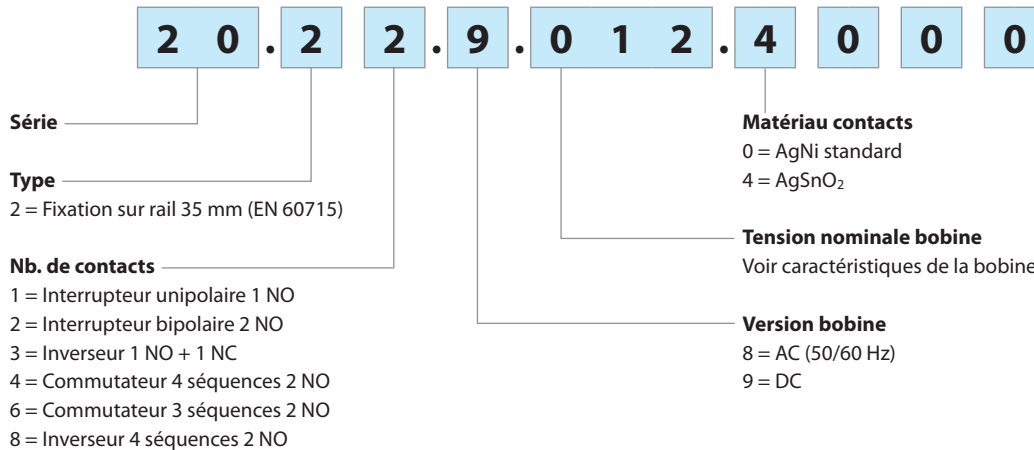 2 0 . 2 2 . 9 . 0 1 2 . 4 0 0 0
Série
Type
2 = Fixation sur rail 35 mm (EN 60715)
Nb. de contacts
1 = Interrupteur unipolaire 1 NO
2 = Interrupteur bipolaire 2 NO
3 = Inverseur 1 NO + 1 NC
4 = Commutateur 4 séquences 2 NO
6 = Commutateur 3 séquences 2 NO
8 = Inverseur 4 séquences 2 NO
Matériau contacts
0 = AgNi standard
4 = AgSnO₂
Tension nominale bobine
Voir caractéristiques de la bobine
Version bobine
8 = AC (50/60 Hz)
9 = DC